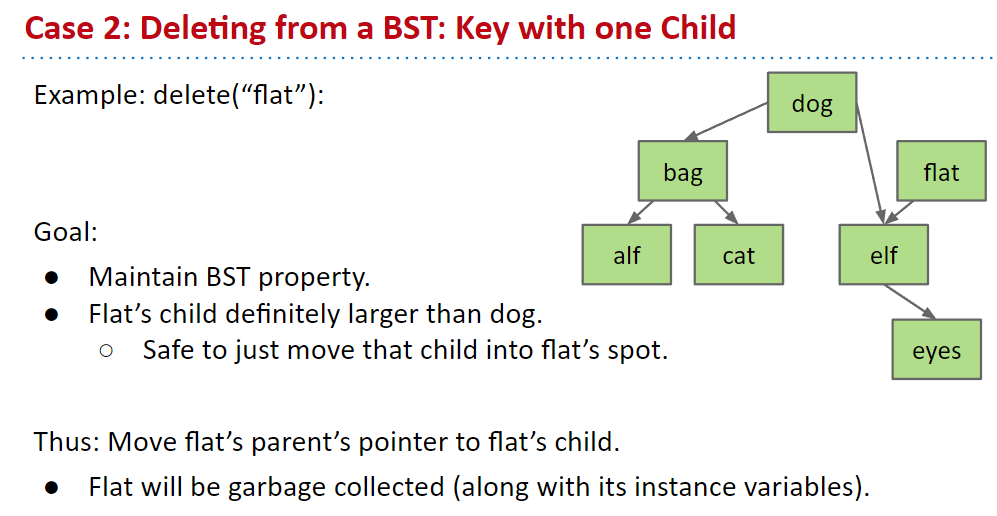 Case 2: Deleting from a BST: Key with one Child
Example: delete(“flat”):
dog
bag
flat
alf
cat
elf
eyes
Goal:
● Maintain BST property.
● Flat’s child definitely larger than dog.
○ Safe to just move that child into flat’s spot.
Thus: Move flat’s parent’s pointer to flat’s child.
● Flat will be garbage collected (along with its instance variables).